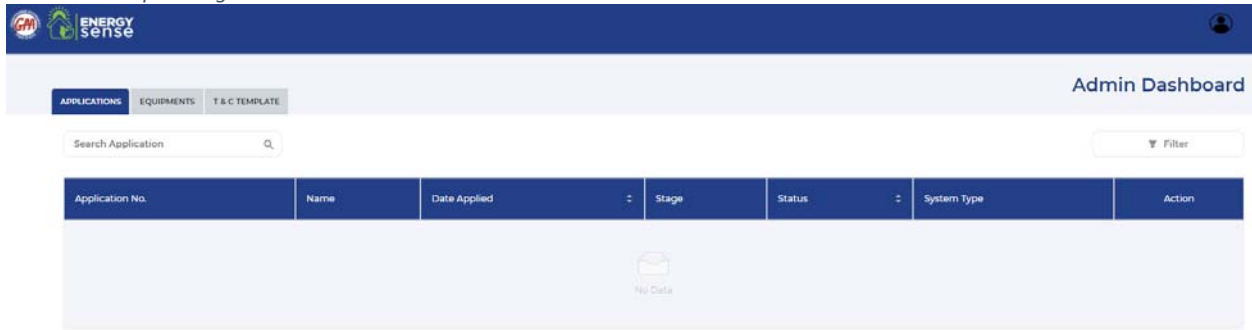 GM ENERGY
sense
Admin Dashboard
APPLICATIONS EQUIPMENTS T & C TEMPLATE
Search Application Filter
Application No. Name Date Applied Stage Status System Type Action
No Data